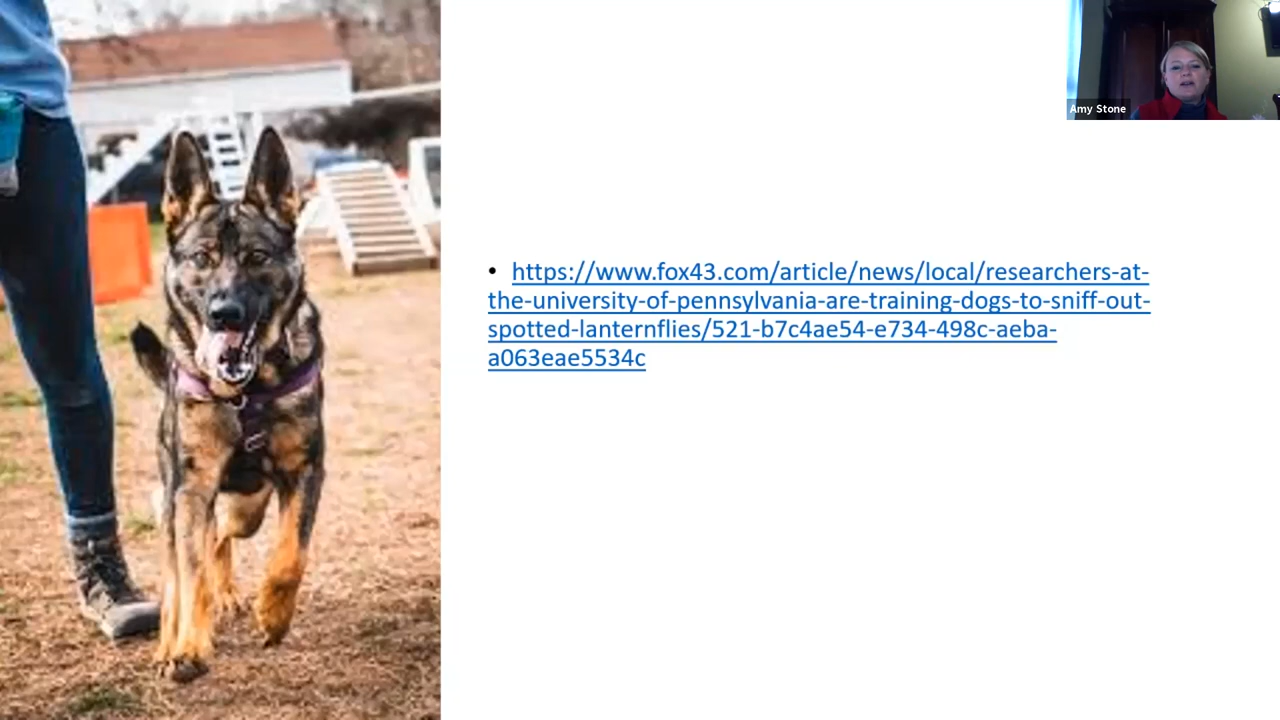 Amy Stone
• https://www.fox43.com/article/news/local/researchers-at-
the-university-of-pennsylvania-are-training-dogs-to-sniff-out-
spotted-lanternflies/521-b7c4ae54-e734-498c-aeba-
a063eae5534c